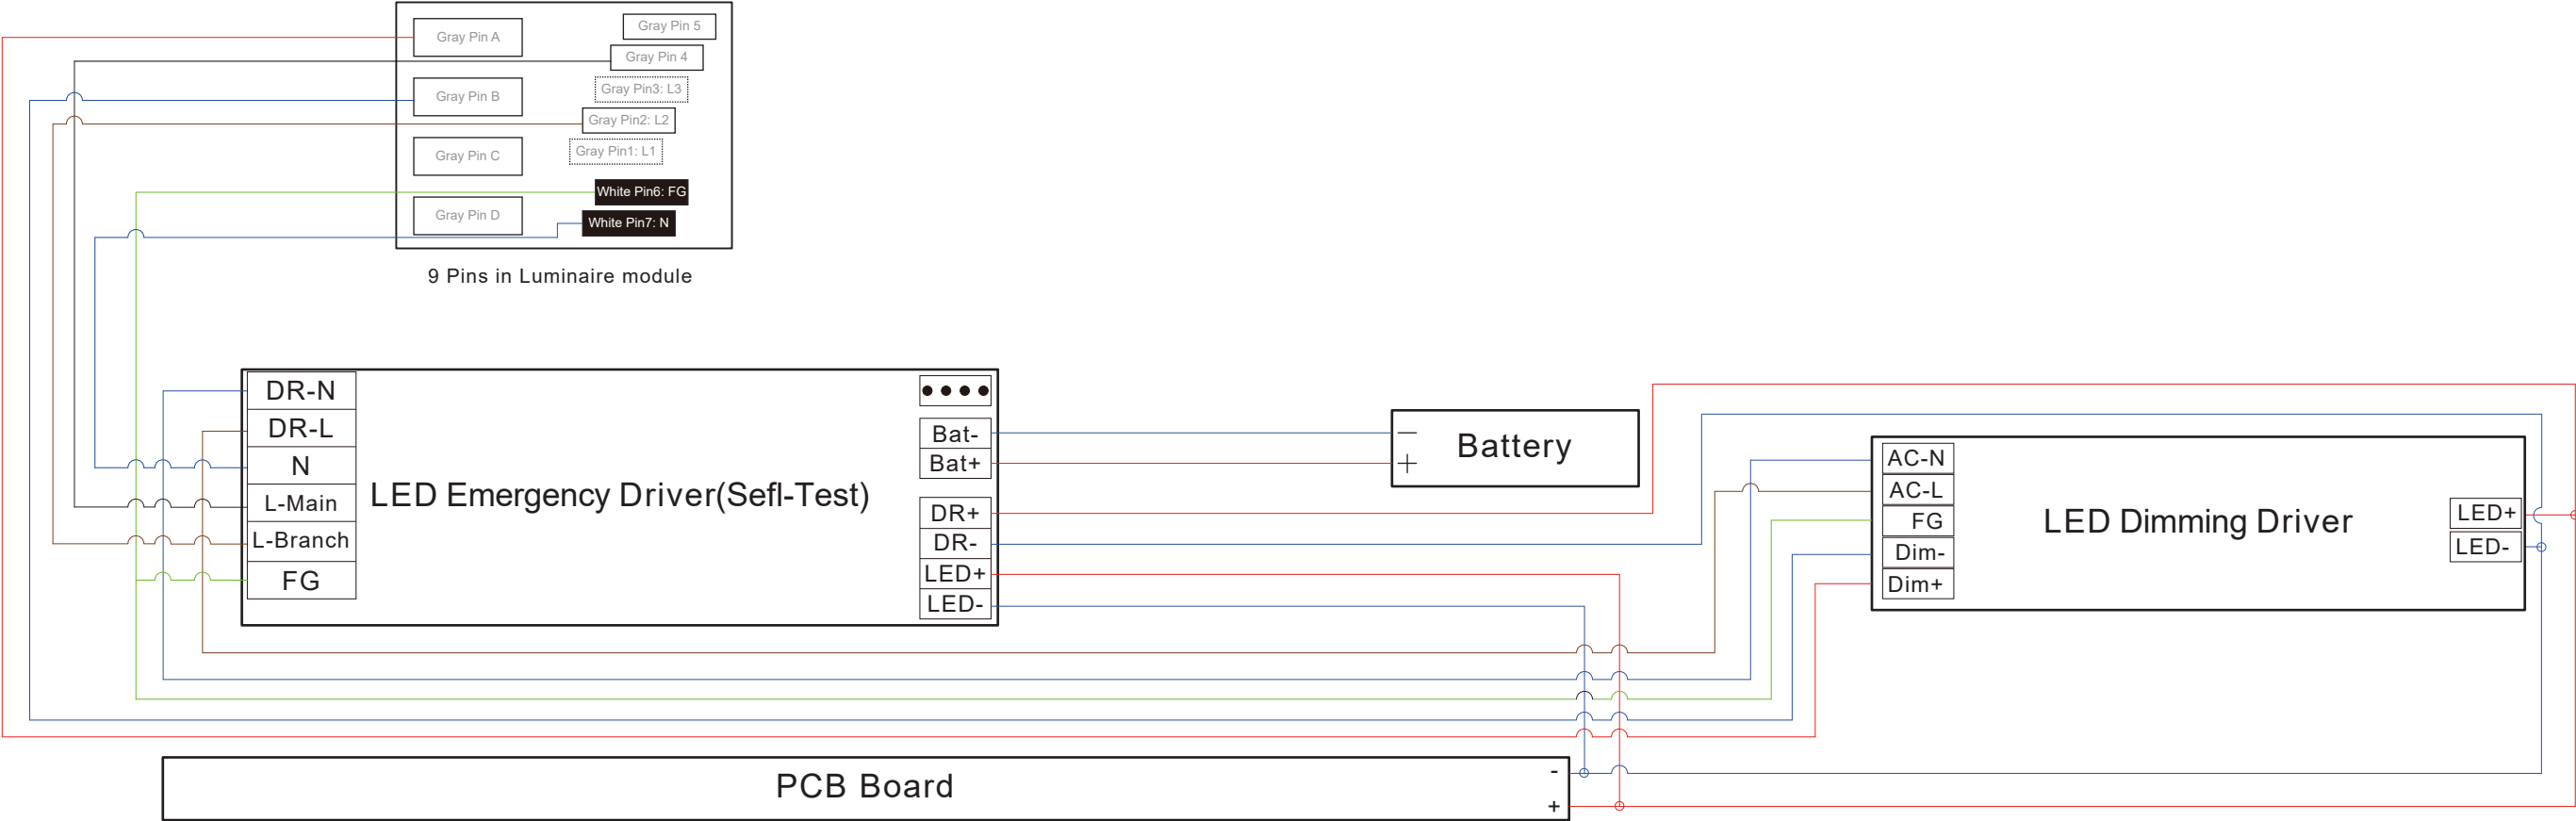 Gray Pin A
Gray Pin 5
Gray Pin 4
Gray Pin B
Gray Pin3: L3
Gray Pin2: L2
Gray Pin C
Gray Pin1: L1
White Pin6: FG
Gray Pin D
White Pin7: N
9 Pins in Luminaire module
DR-N
DR-L
N
L-Main
L-Branch
FG
LED Emergency Driver(Sefl-Test)
Bat-
Bat+
DR+
DR-
LED+
LED-
−
+
Battery
AC-N
AC-L
FG
Dim-
Dim+
LED Dimming Driver
LED+
LED-
PCB Board
-
+